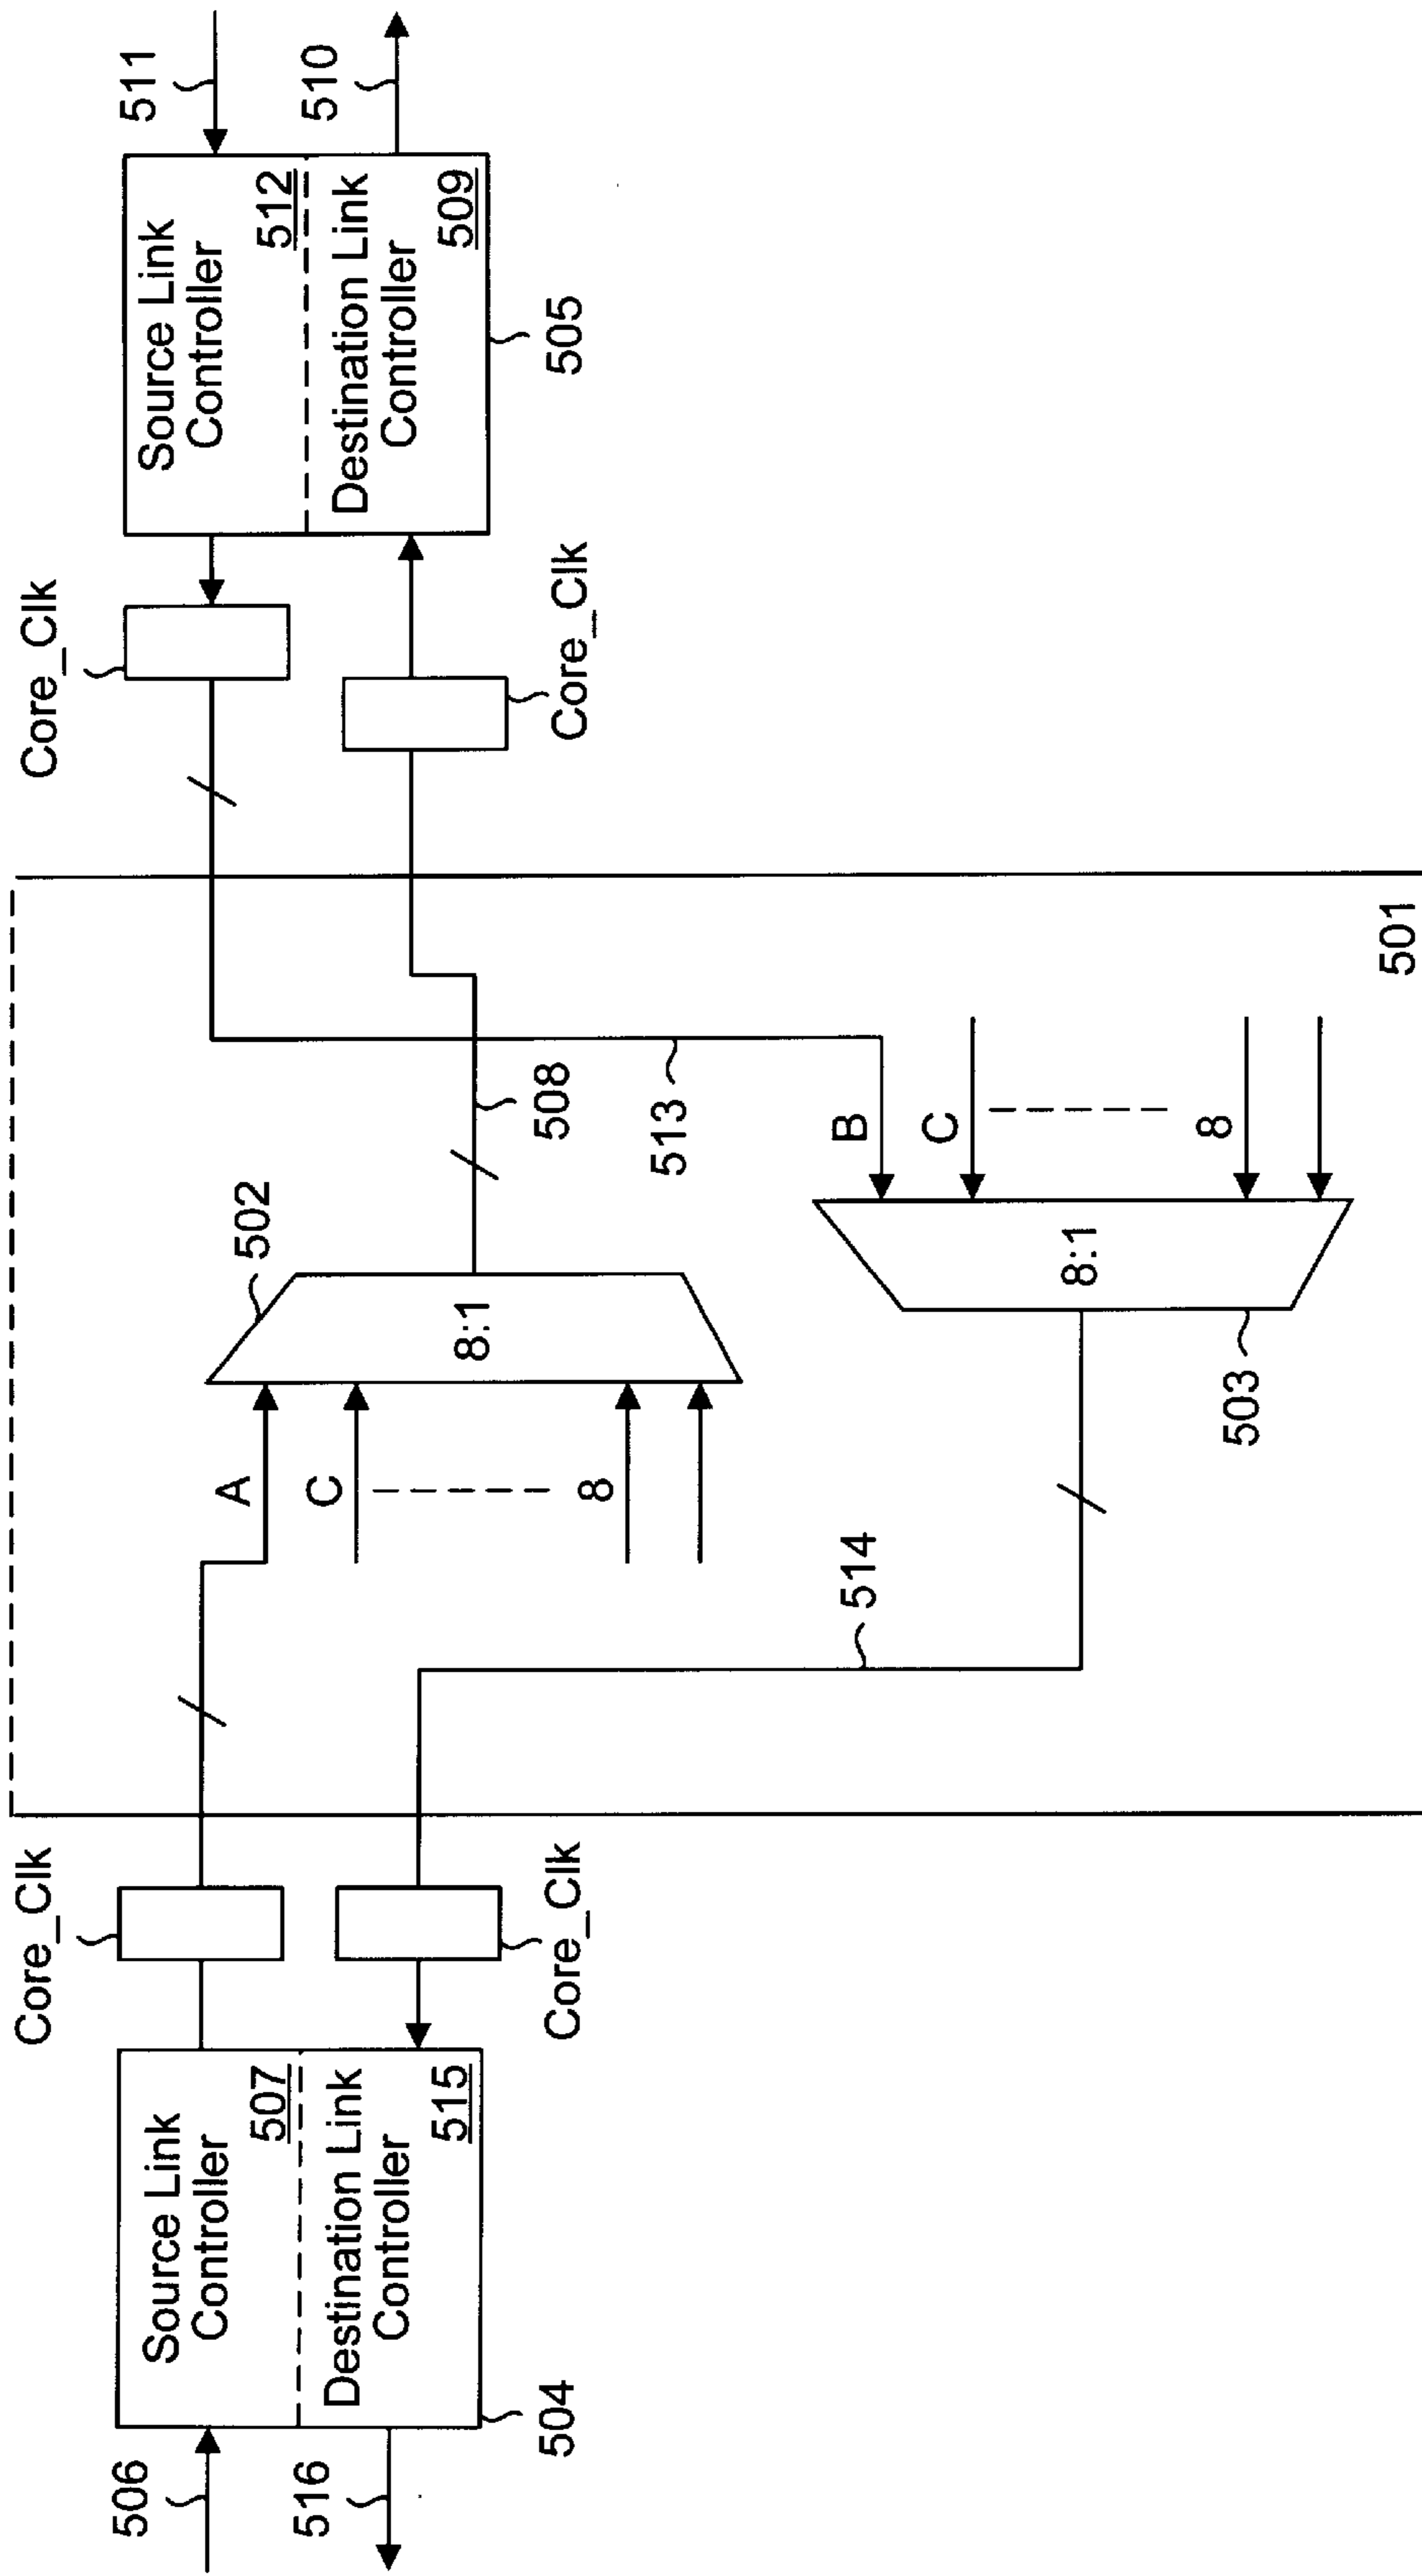 Core_Clk
Core_Clk
506
Source Link
Controller
507
Source Link
Controller
512
511
516
Destination Link
Controller
515
Destination Link
Controller
509
510
504
Core_Clk
Core_Clk
505
A
C
8
8:1
502
508
513
514
B
C
8
8:1
503
501